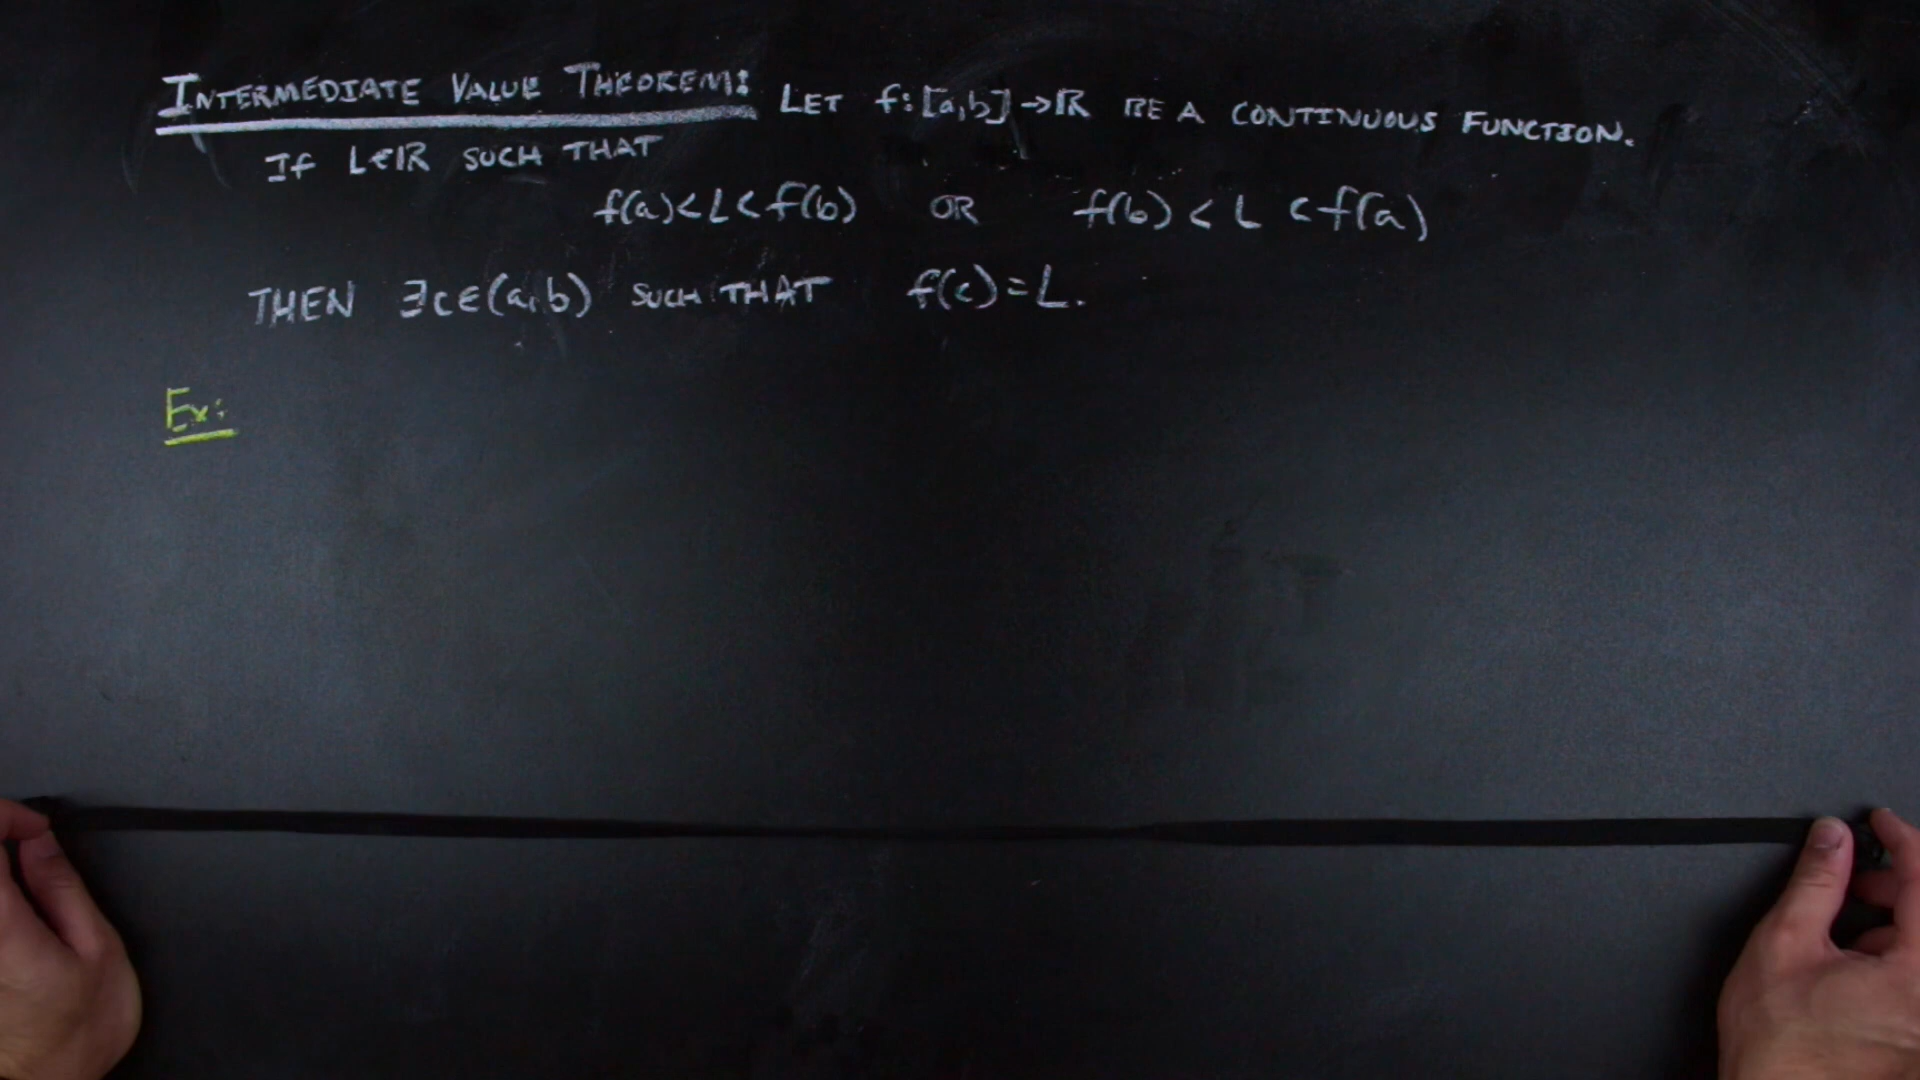 INTERMEDIATE VALUE THEOREM: LET f:[a,b]→ℝ BE A CONTINUOUS FUNCTION.
If L∈ℝ SUCH THAT
f(a)<L<f(b) OR f(b)<L<f(a)
THEN ∃c∈(a,b) SUCH THAT f(c)=L.
Ex: